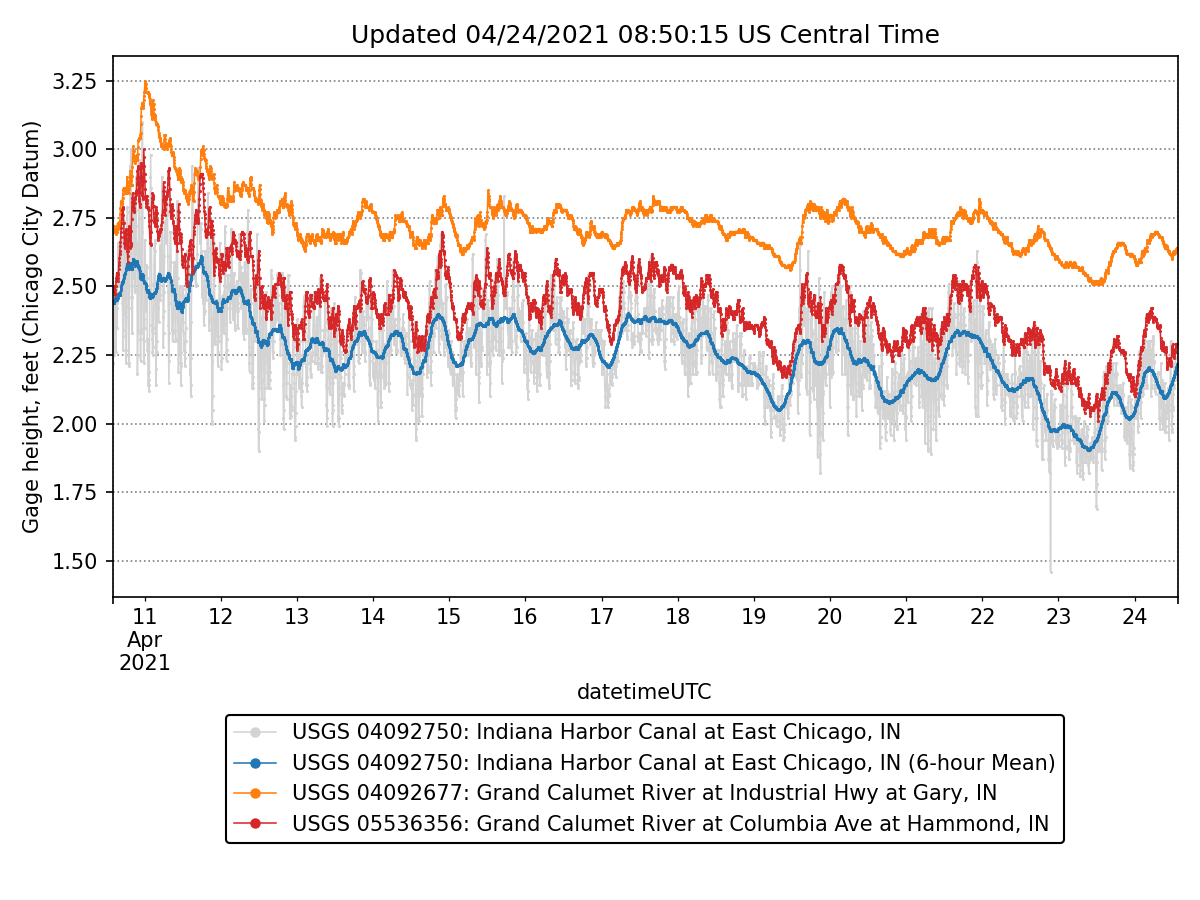 Updated 04/24/2021 08:50:15 US Central Time
Gage height, feet (Chicago City Datum)
3.25
3.00
2.75
2.50
2.25
2.00
1.75
1.50
11 12 13 14 15 16 17 18 19 20 21 22 23 24
Apr
2021
datetimeUTC
USGS 04092750: Indiana Harbor Canal at East Chicago, IN
USGS 04092750: Indiana Harbor Canal at East Chicago, IN (6-hour Mean)
USGS 04092677: Grand Calumet River at Industrial Hwy at Gary, IN
USGS 05536356: Grand Calumet River at Columbia Ave at Hammond, IN